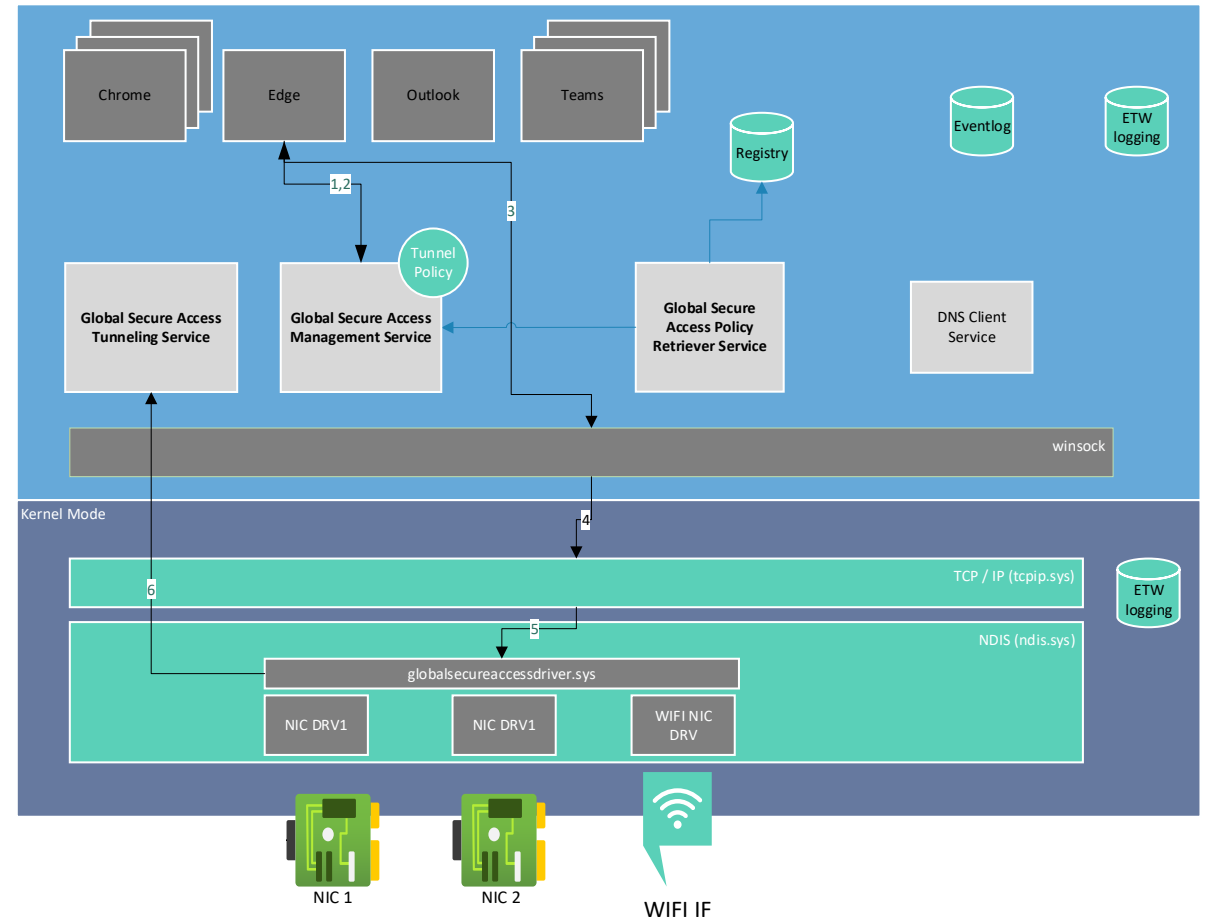 Chrome
Edge
Outlook
Teams
Registry
Eventlog
ETW
logging
1,2
3
Tunnel
Policy
Global Secure Access
Tunneling Service
Global Secure Access
Management Service
Global Secure
Access Policy
Retriever Service
DNS Client
Service
winsock
Kernel Mode
4
TCP / IP (tcpip.sys)
ETW
logging
6
5
NDIS (ndis.sys)
globalsecureaccessdriver.sys
NIC DRV1
NIC DRV1
WIFI NIC
DRV
NIC 1
NIC 2
WIFI IF